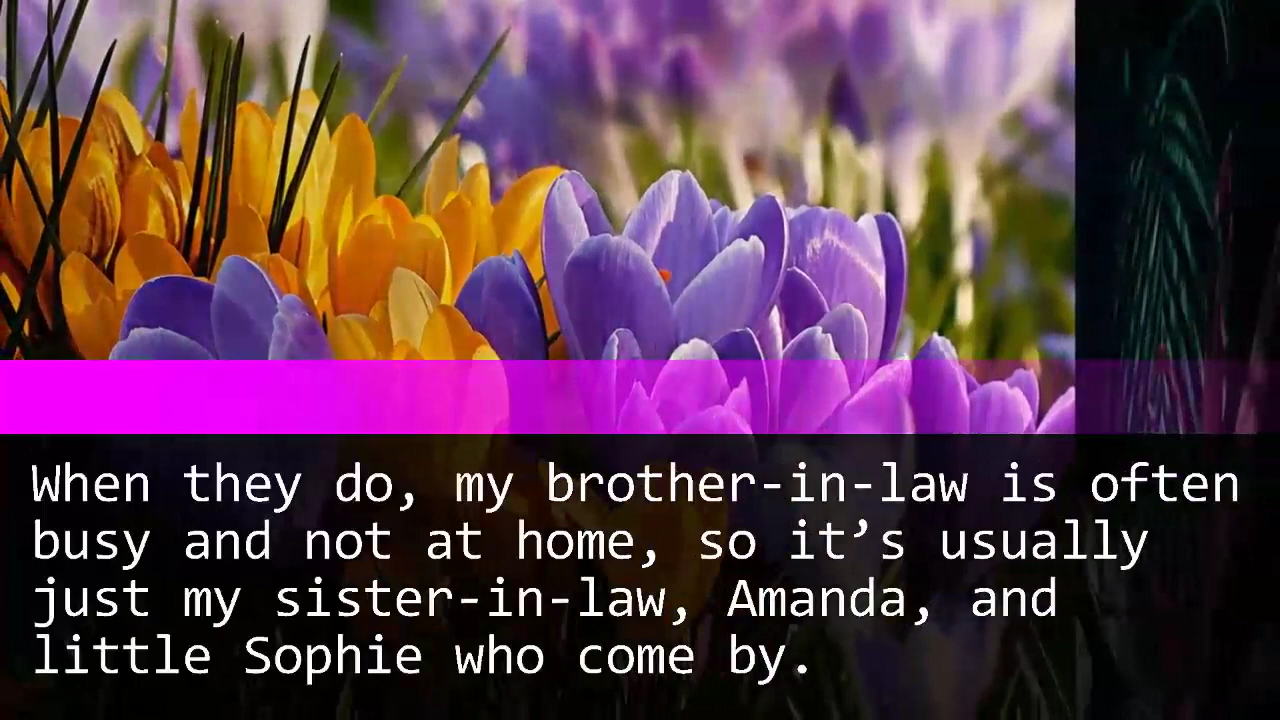 When they do, my brother-in-law is often
busy and not at home, so it’s usually
just my sister-in-law, Amanda, and
little Sophie who come by.